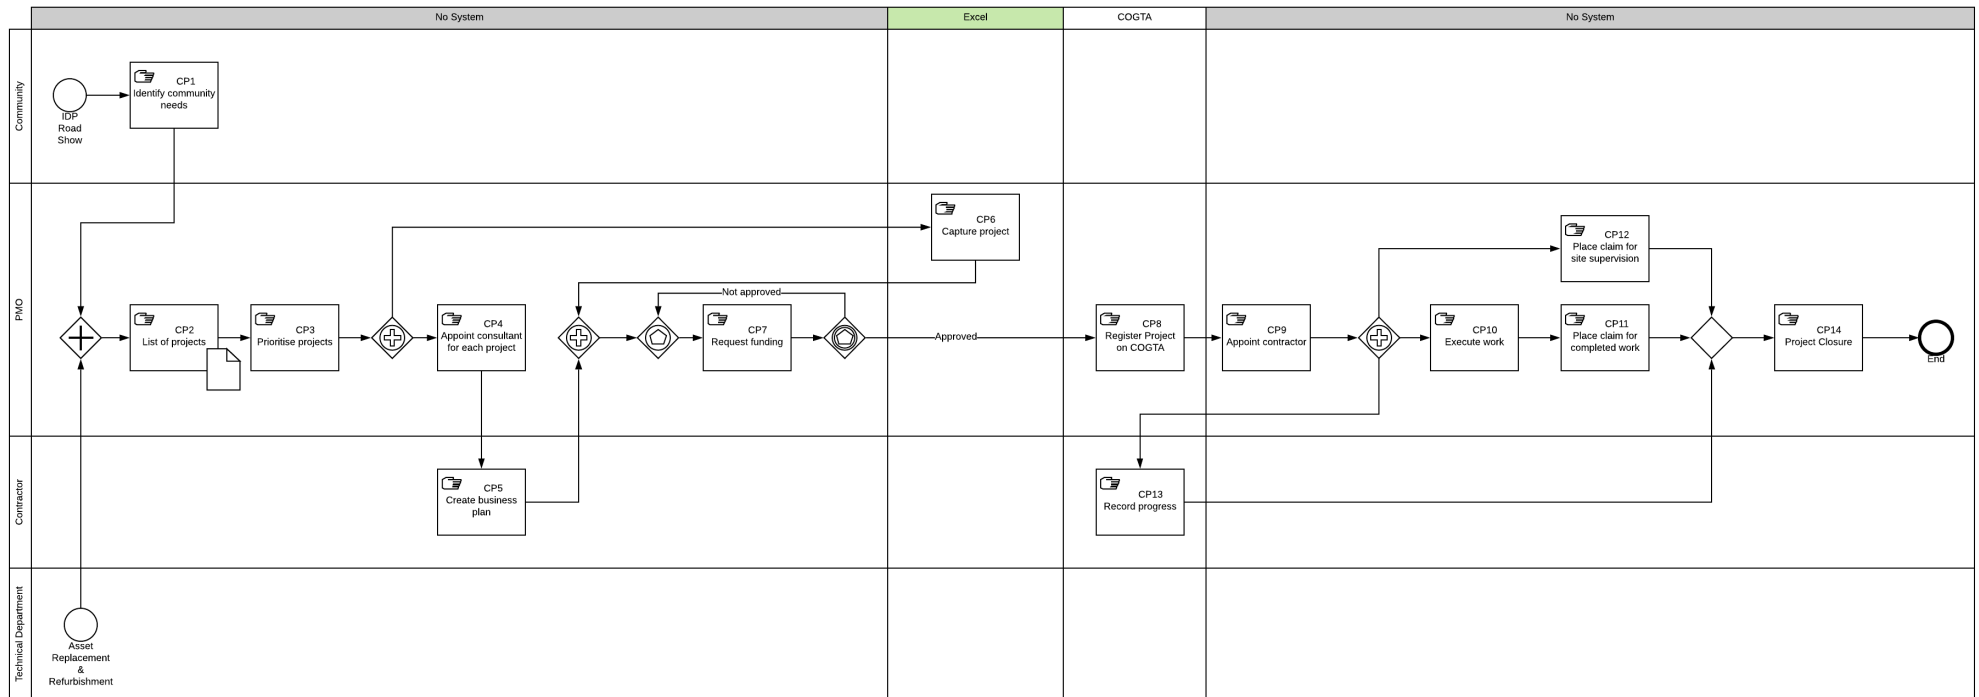 No System
Excel
COGTA
No System
Community
IDP
Road
Show
CP1
Identify community
needs
PMO
CP2
List of projects
CP3
Prioritise projects
CP4
Appoint consultant
for each project
CP6
Capture project
Not approved
CP7
Request funding
Approved
CP8
Register Project
on COGTA
CP9
Appoint contractor
CP12
Place claim for
site supervision
CP10
Execute work
CP11
Place claim for
completed work
CP14
Project Closure
End
Contractor
CP5
Create business
plan
CP13
Record progress
Technical Department
Asset
Replacement
&
Refurbishment